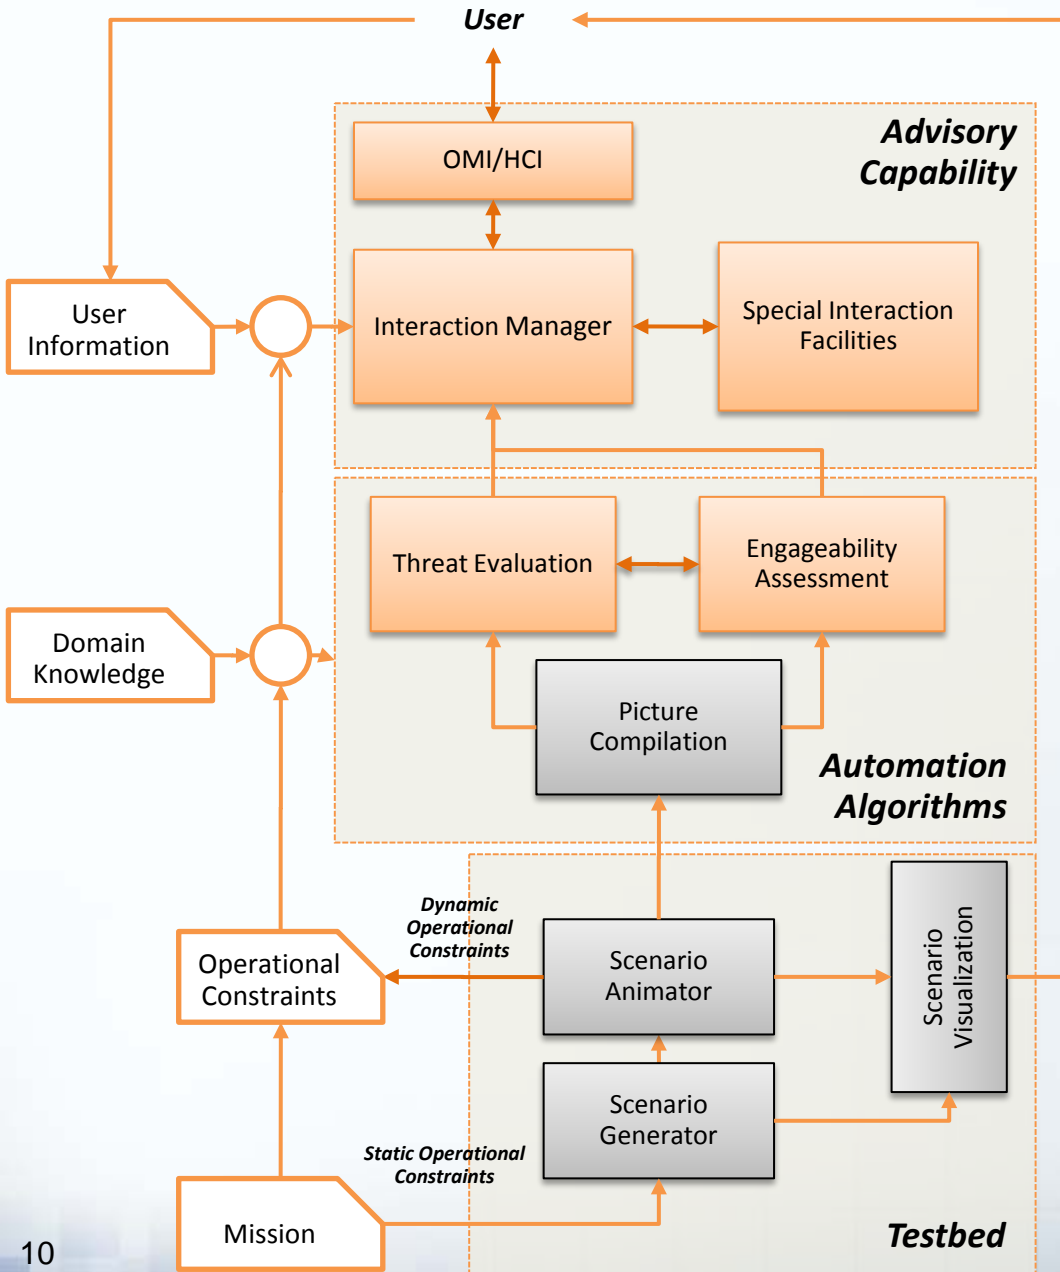 User
Advisory
Capability
OMI/HCI
User
Information
Interaction Manager
Special Interaction
Facilities
Threat Evaluation
Engageability
Assessment
Domain
Knowledge
Picture
Compilation
Automation
Algorithms
Dynamic
Operational
Constraints
Operational
Constraints
Scenario
Animator
Scenario
Visualization
Scenario
Generator
Static Operational
Constraints
Mission
Testbed
10